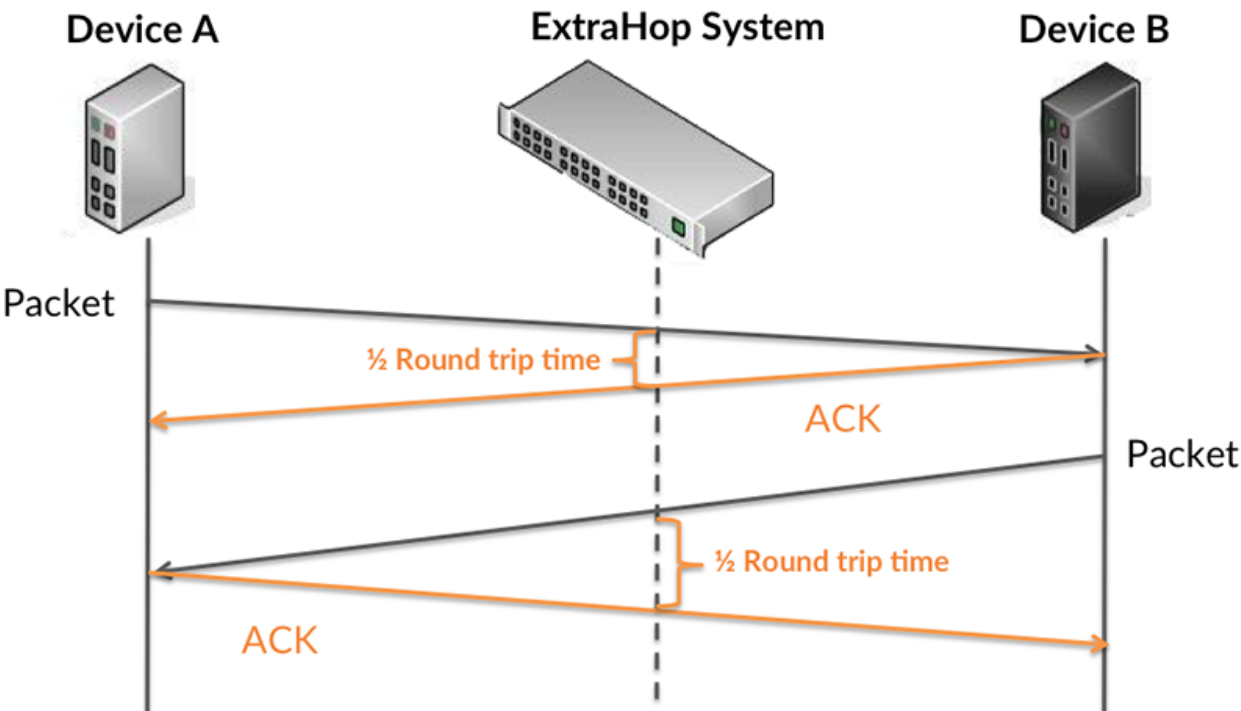 Device A
ExtraHop System
Device B
Packet
½ Round trip time
ACK
Packet
½ Round trip time
ACK